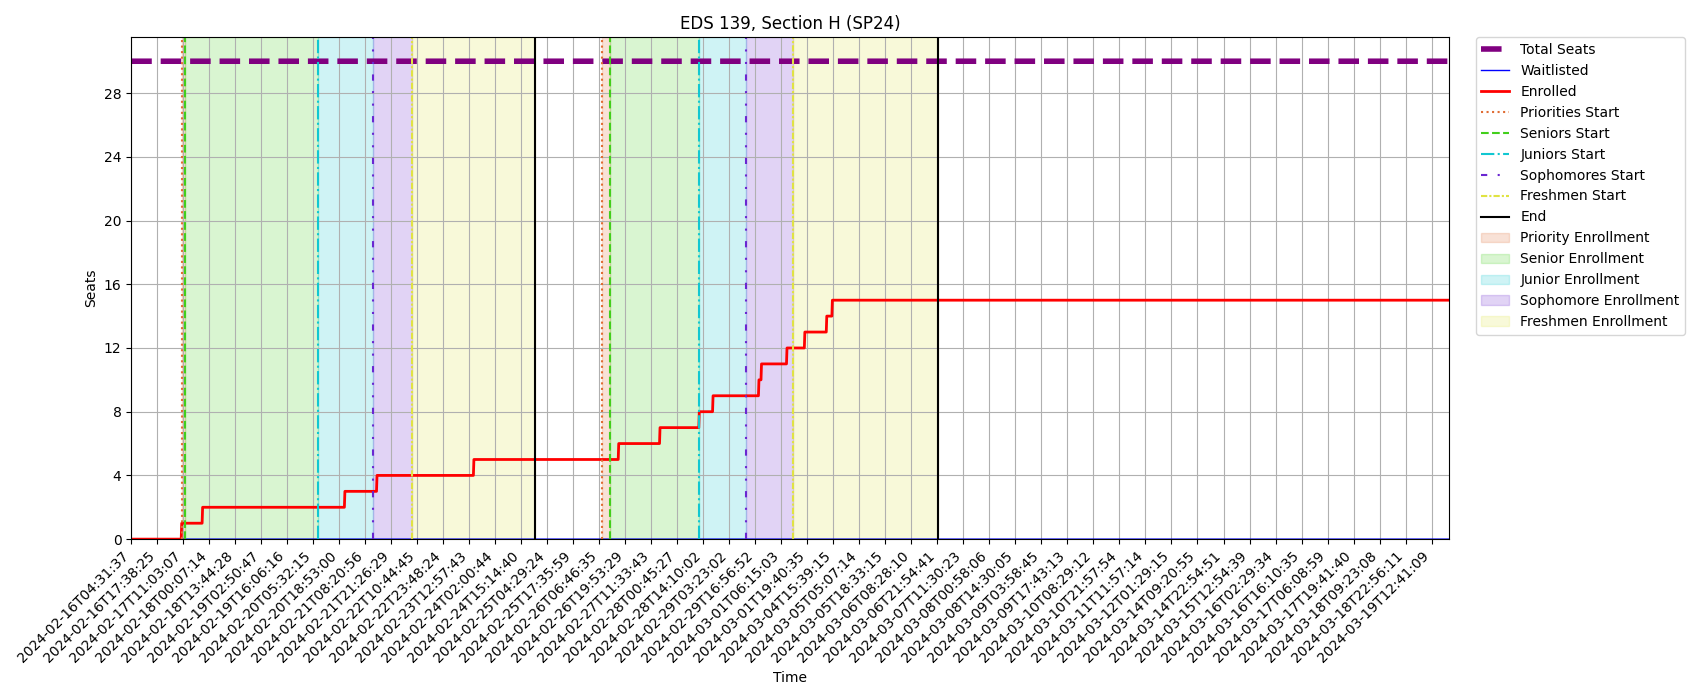 EDS 139, Section H (SP24)
Seats
28
24
20
16
12
8
4
0
2024-02-16T04:31:37
2024-02-16T17:38:25
2024-02-17T11:03:07
2024-02-18T00:07:14
2024-02-18T13:44:28
2024-02-19T02:50:47
2024-02-19T16:06:16
2024-02-20T05:32:15
2024-02-20T18:53:00
2024-02-21T08:20:56
2024-02-21T21:26:29
2024-02-22T10:44:45
2024-02-22T23:48:24
2024-02-23T12:57:43
2024-02-24T02:00:44
2024-02-24T15:14:40
2024-02-25T04:29:24
2024-02-25T17:35:59
2024-02-26T06:46:35
2024-02-26T19:53:29
2024-02-27T11:33:43
2024-02-28T00:45:27
2024-02-28T14:10:02
2024-02-29T03:23:02
2024-02-29T16:56:52
2024-03-01T06:15:03
2024-03-01T19:40:35
2024-03-04T15:39:15
2024-03-05T05:07:14
2024-03-05T18:33:15
2024-03-06T08:28:10
2024-03-06T21:54:41
2024-03-07T11:30:23
2024-03-08T00:58:06
2024-03-08T14:30:05
2024-03-09T03:58:45
2024-03-09T17:43:13
2024-03-10T08:29:12
2024-03-10T21:57:54
2024-03-11T11:57:14
2024-03-12T01:29:15
2024-03-14T09:20:55
2024-03-14T22:54:51
2024-03-15T12:54:39
2024-03-16T02:29:34
2024-03-16T16:10:35
2024-03-17T06:08:59
2024-03-17T19:41:40
2024-03-18T09:23:08
2024-03-18T22:56:11
2024-03-19T12:41:09
Time
Total Seats
Waitlisted
Enrolled
Priorities Start
Seniors Start
Juniors Start
Sophomores Start
Freshmen Start
End
Priority Enrollment
Senior Enrollment
Junior Enrollment
Sophomore Enrollment
Freshmen Enrollment